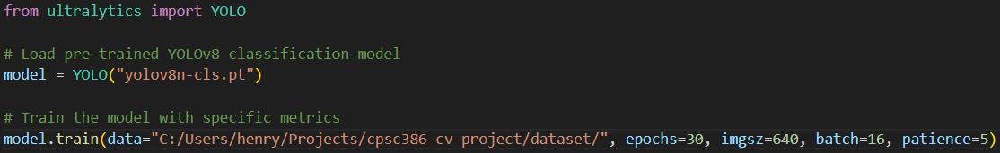 from ultralytics import YOLO
# Load pre-trained YOLOv8 classification model
model = YOLO("yolov8n-cls.pt")
# Train the model with specific metrics
model.train(data="C:/Users/henry/Projects/cpsc386-cv-project/dataset/", epochs=30, imgsz=640, batch=16, patience=5)